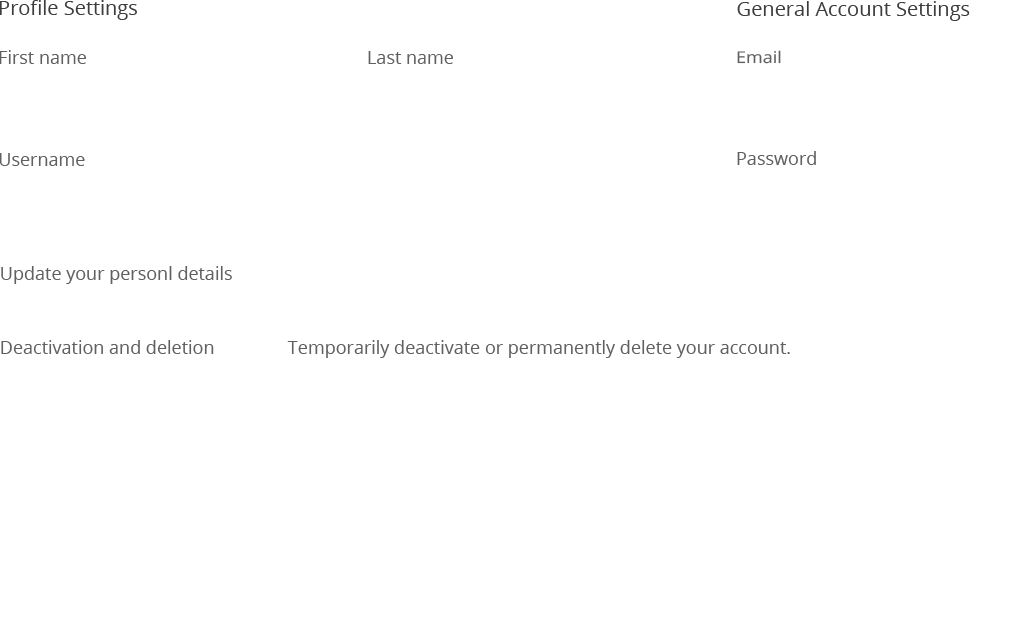 Profile Settings
General Account Settings
First name
Last name
Email
Username
Password
Update your personl details
Deactivation and deletion
Temporarily deactivate or permanently delete your account.